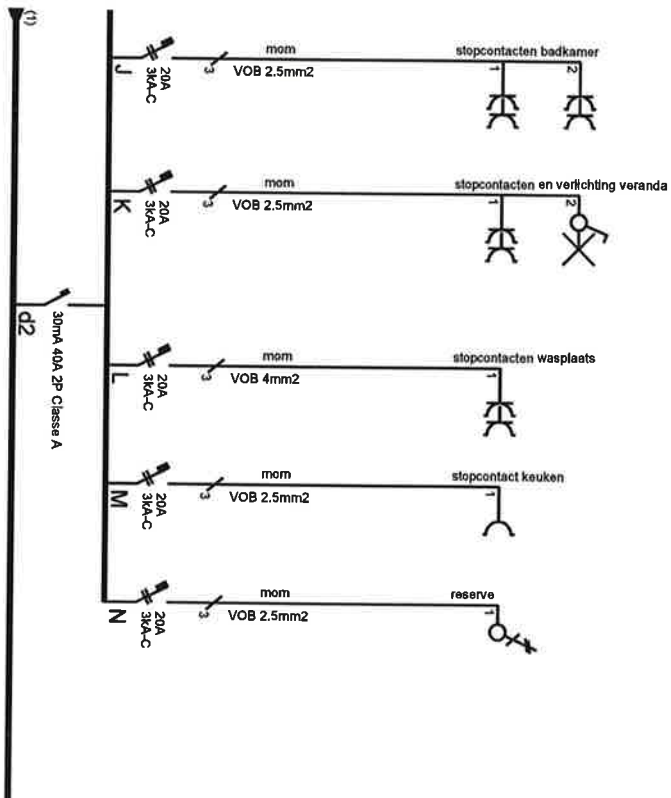 (1)
J
20A
3kA-C
3
mom
VOB 2.5mm2
stopcontacten badkamer
1
2
K
20A
3kA-C
3
mom
VOB 2.5mm2
stopcontacten en verlichting veranda
1
2
d2
30mA 40A 2P Classe A
L
20A
3kA-C
3
mom
VOB 4mm2
stopcontacten wasplaats
1
M
20A
3kA-C
3
mom
VOB 2.5mm2
stopcontact keuken
1
N
20A
3kA-C
3
mom
VOB 2.5mm2
reserve
1